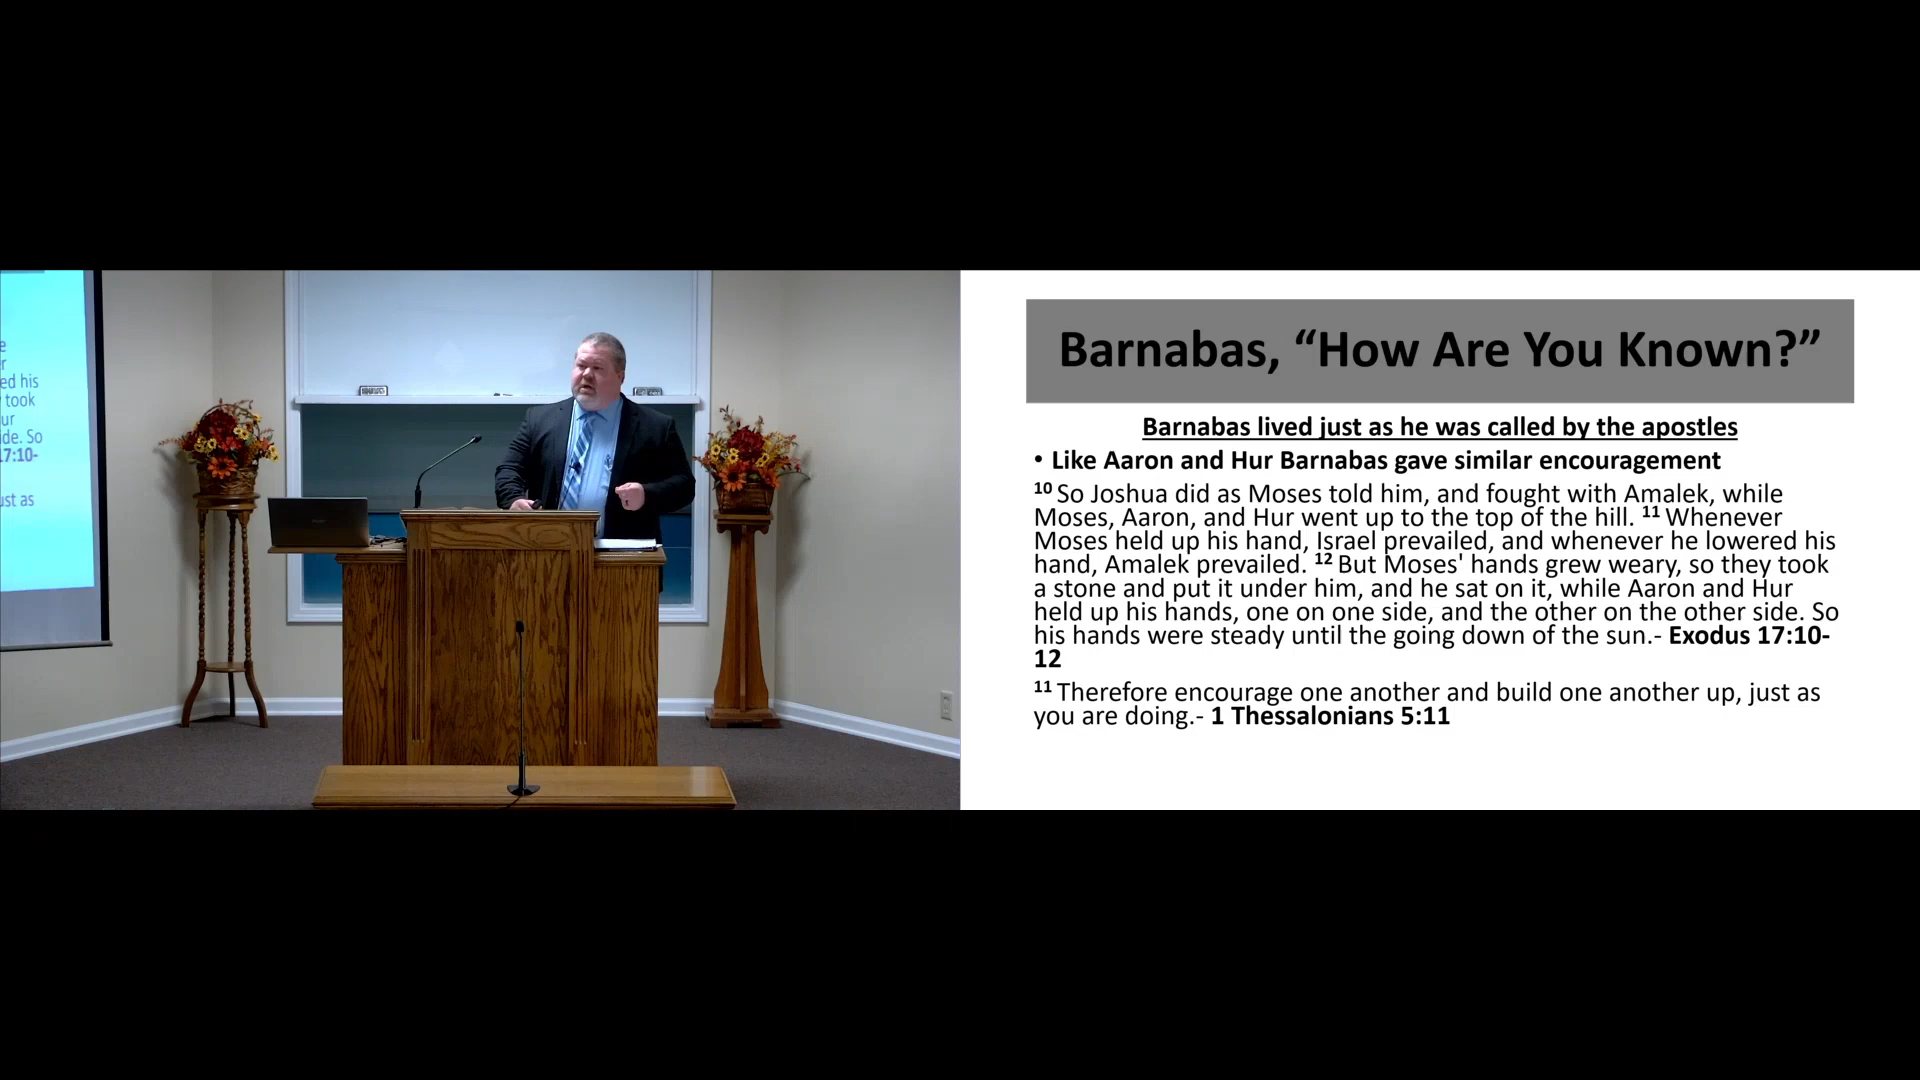 e
r
ed his
took
ur
ide. So
17:10-
ust as
Barnabas, “How Are You Known?”
Barnabas lived just as he was called by the apostles
• Like Aaron and Hur Barnabas gave similar encouragement
10 So Joshua did as Moses told him, and fought with Amalek, while
Moses, Aaron, and Hur went up to the top of the hill. 11 Whenever
Moses held up his hand, Israel prevailed, and whenever he lowered his
hand, Amalek prevailed. 12 But Moses' hands grew weary, so they took
a stone and put it under him, and he sat on it, while Aaron and Hur
held up his hands, one on one side, and the other on the other side. So
his hands were steady until the going down of the sun.- Exodus 17:10-
12
11 Therefore encourage one another and build one another up, just as
you are doing.- 1 Thessalonians 5:11